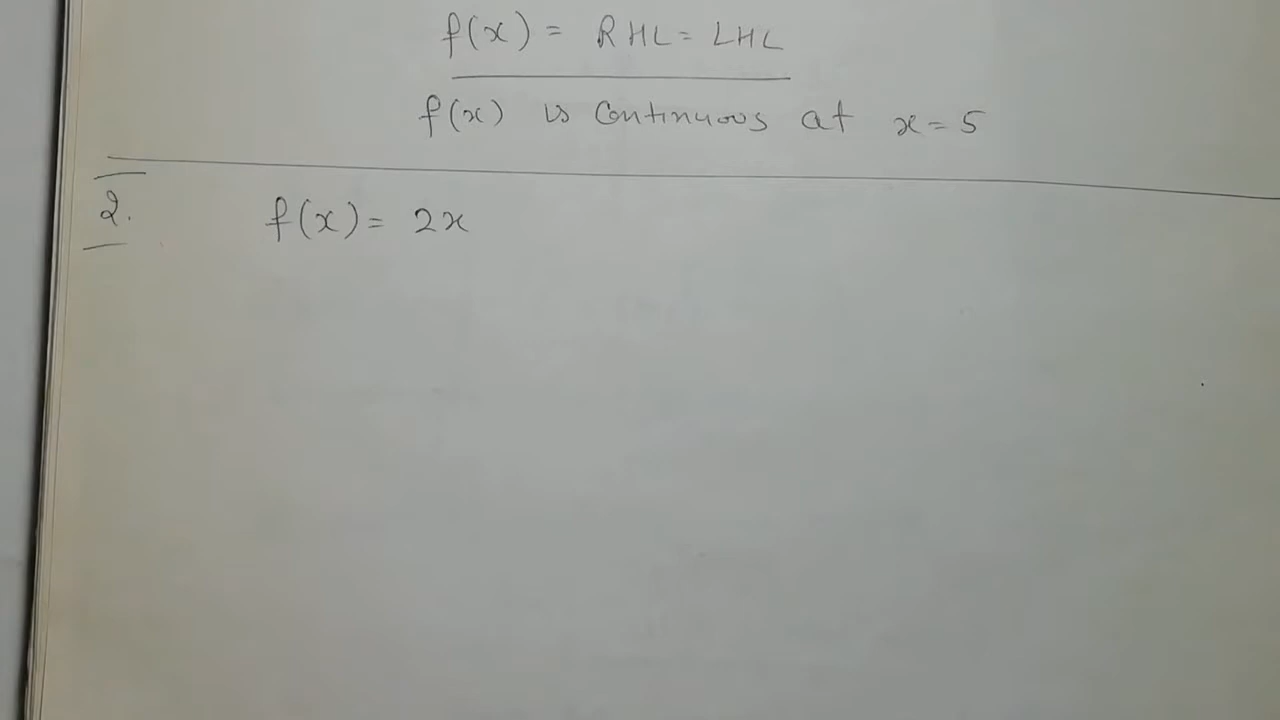 f(x) = RHL = LHL
f(x) is continuous at x = 5
2. f(x) = 2x